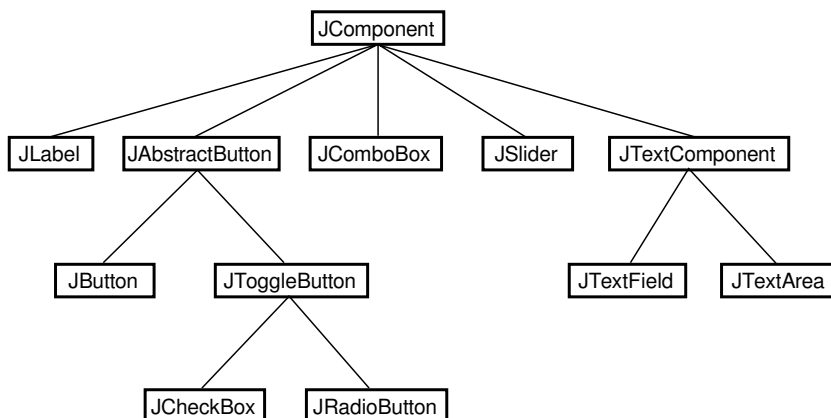 JComponent
JLabel
JAbstractButton
JComboBox
JSlider
JTextComponent
JButton
JToggleButton
JTextField
JTextArea
JCheckBox
JRadioButton